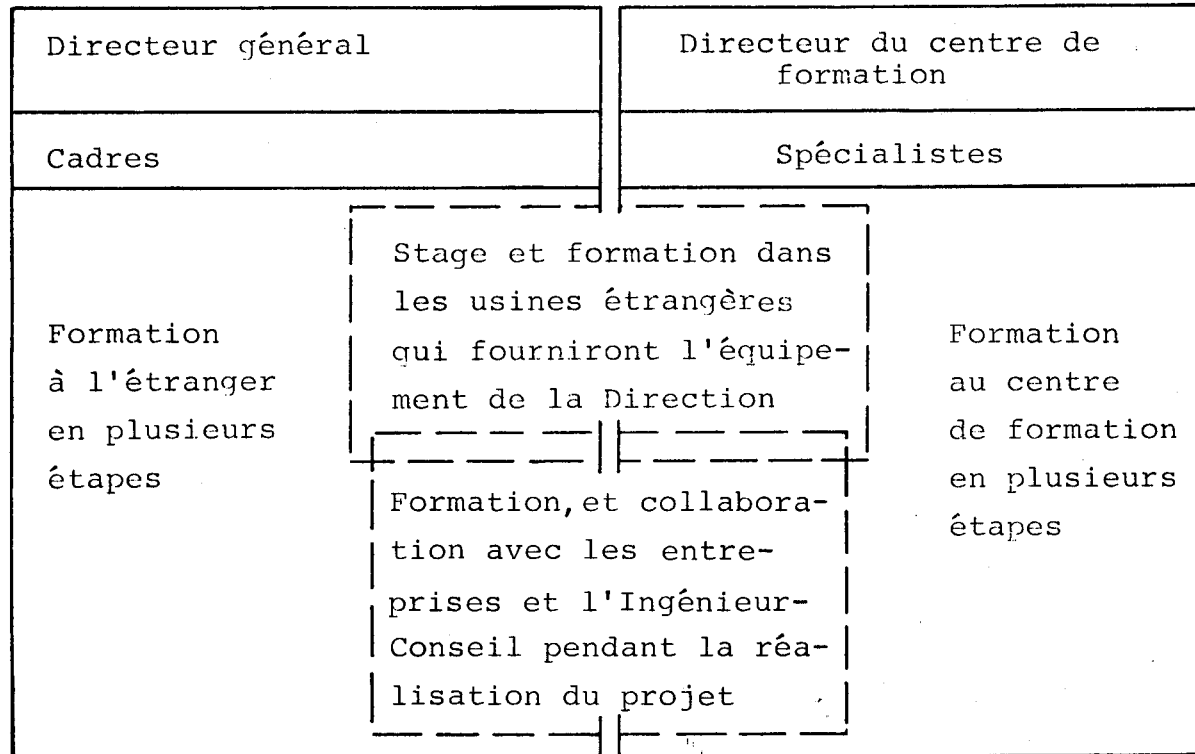 Directeur général
Directeur du centre de
formation
Cadres
Spécialistes
Formation
à l'étranger
en plusieurs
étapes
Stage et formation dans
les usines étrangères
qui fourniront l'équipe-
ment de la Direction
Formation,et collabora-
tion avec les entre-
prises et l'Ingénieur-
Conseil pendant la réa-
lisation du projet
Formation
au centre
de formation
en plusieurs
étapes